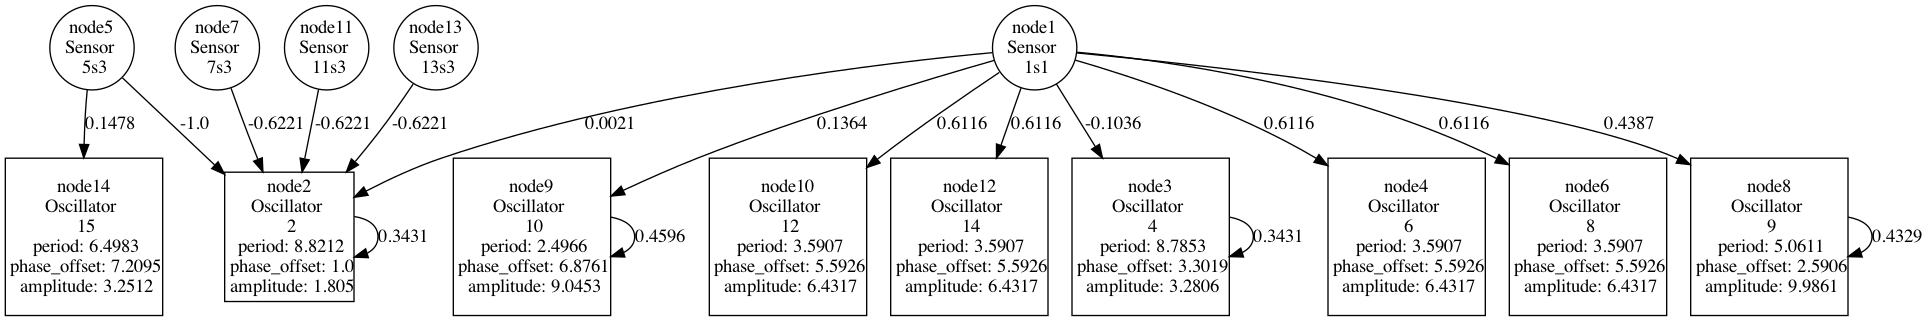 node5
Sensor
5s3
node7
Sensor
7s3
node11
Sensor
11s3
node13
Sensor
13s3
node1
Sensor
1s1
0.1478
-1.0
-0.6221
-0.6221
-0.6221
0.0021
0.1364
0.6116
0.6116
-0.1036
0.6116
0.6116
0.4387
node14
Oscillator
15
period: 6.4983
phase_offset: 7.2095
amplitude: 3.2512
node2
Oscillator
2
period: 8.8212
phase_offset: 1.0
amplitude: 1.805
0.3431
node9
Oscillator
10
period: 2.4966
phase_offset: 6.8761
amplitude: 9.0453
0.4596
node10
Oscillator
12
period: 3.5907
phase_offset: 5.5926
amplitude: 6.4317
node12
Oscillator
14
period: 3.5907
phase_offset: 5.5926
amplitude: 6.4317
node3
Oscillator
4
period: 8.7853
phase_offset: 3.3019
amplitude: 3.2806
0.3431
node4
Oscillator
6
period: 3.5907
phase_offset: 5.5926
amplitude: 6.4317
node6
Oscillator
8
period: 3.5907
phase_offset: 5.5926
amplitude: 6.4317
node8
Oscillator
9
period: 5.0611
phase_offset: 2.5906
amplitude: 9.9861
0.4329